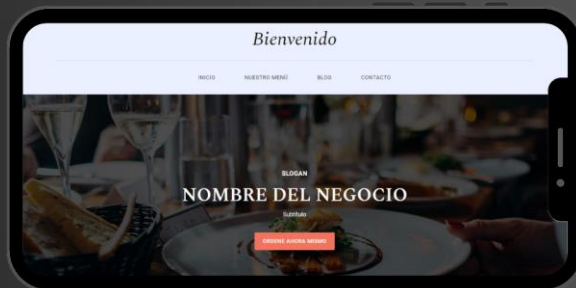 Bienvenido
INICIO NUESTRO MENÚ BLOG CONTACTO
SLOGAN
NOMBRE DEL NEGOCIO
Subtítulo
ORDENE AHORA MISMO